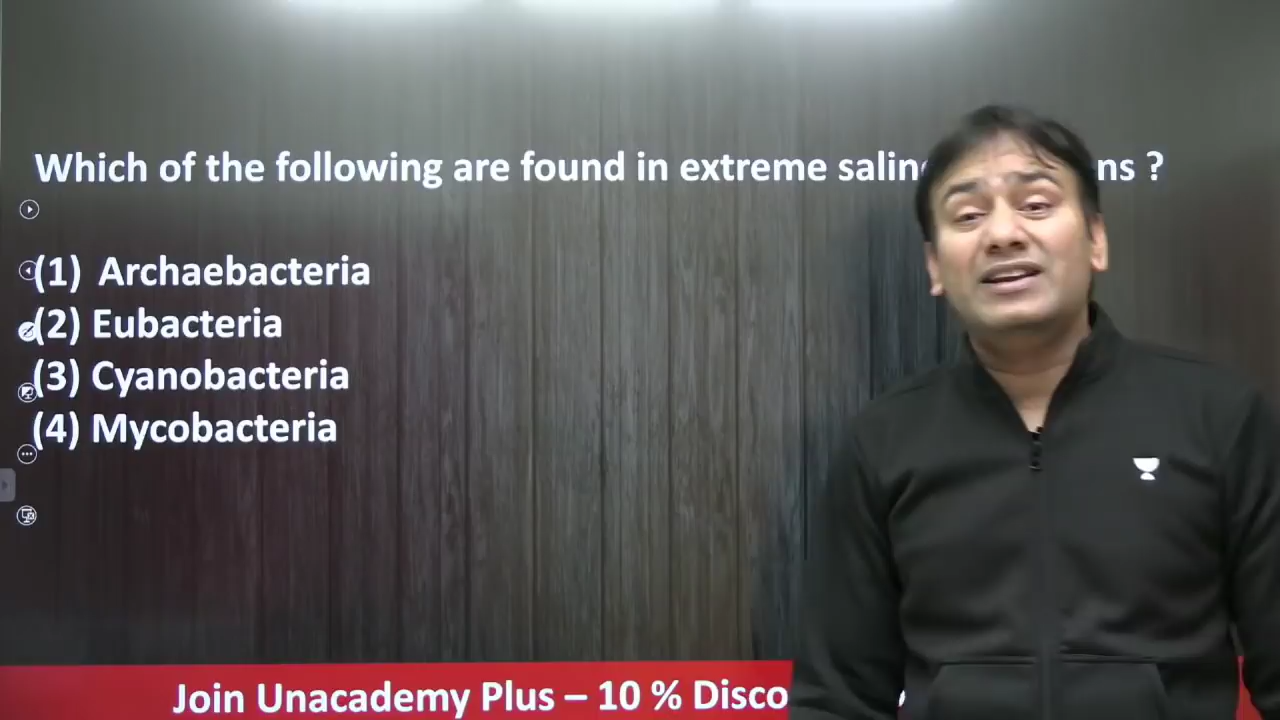 Which of the following are found in extreme saline ns ?
(1) Archaebacteria
(2) Eubacteria
(3) Cyanobacteria
(4) Mycobacteria
Join Unacademy Plus – 10 %